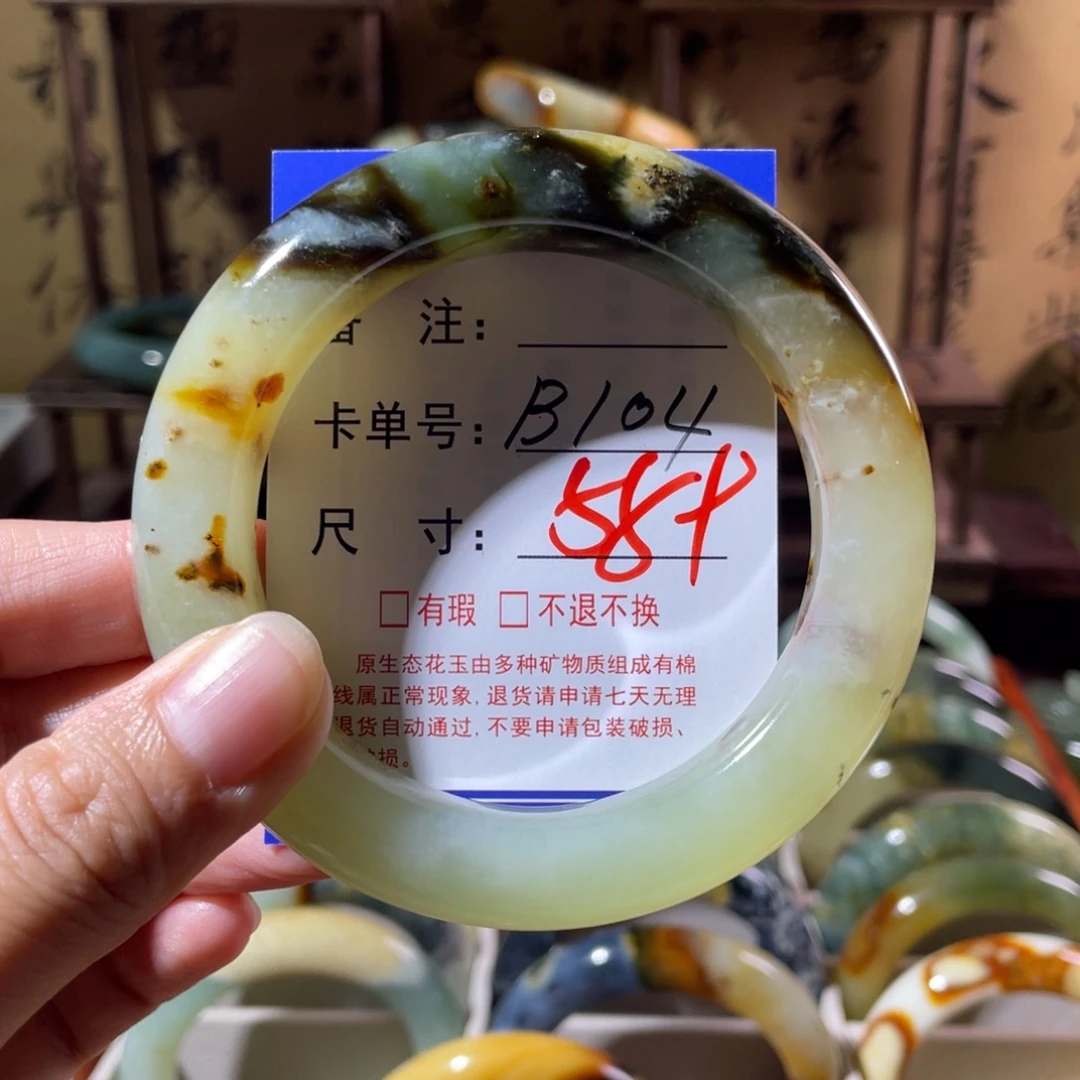 备 注：
卡单号：B104
尺 寸：58+
□有瑕 □不退不换
原生态花玉由多种矿物质组成有棉
线属正常现象，退货请申请七天无理
退货自动通过，不要申请包装破损、
损。